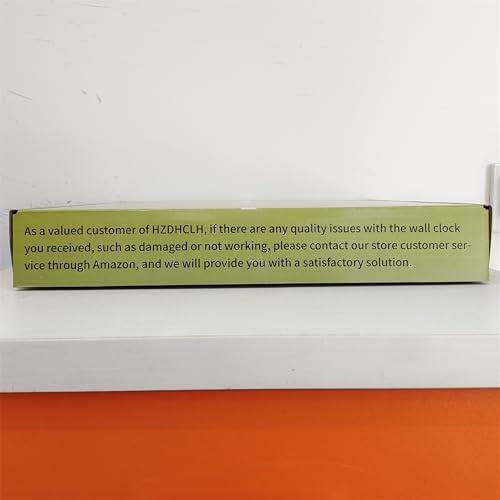 As a valued customer of HZDHCLH, if there are any quality issues with the wall clock
you received, such as damaged or not working, please contact our store customer ser-
vice through Amazon, and we will provide you with a satisfactory solution.